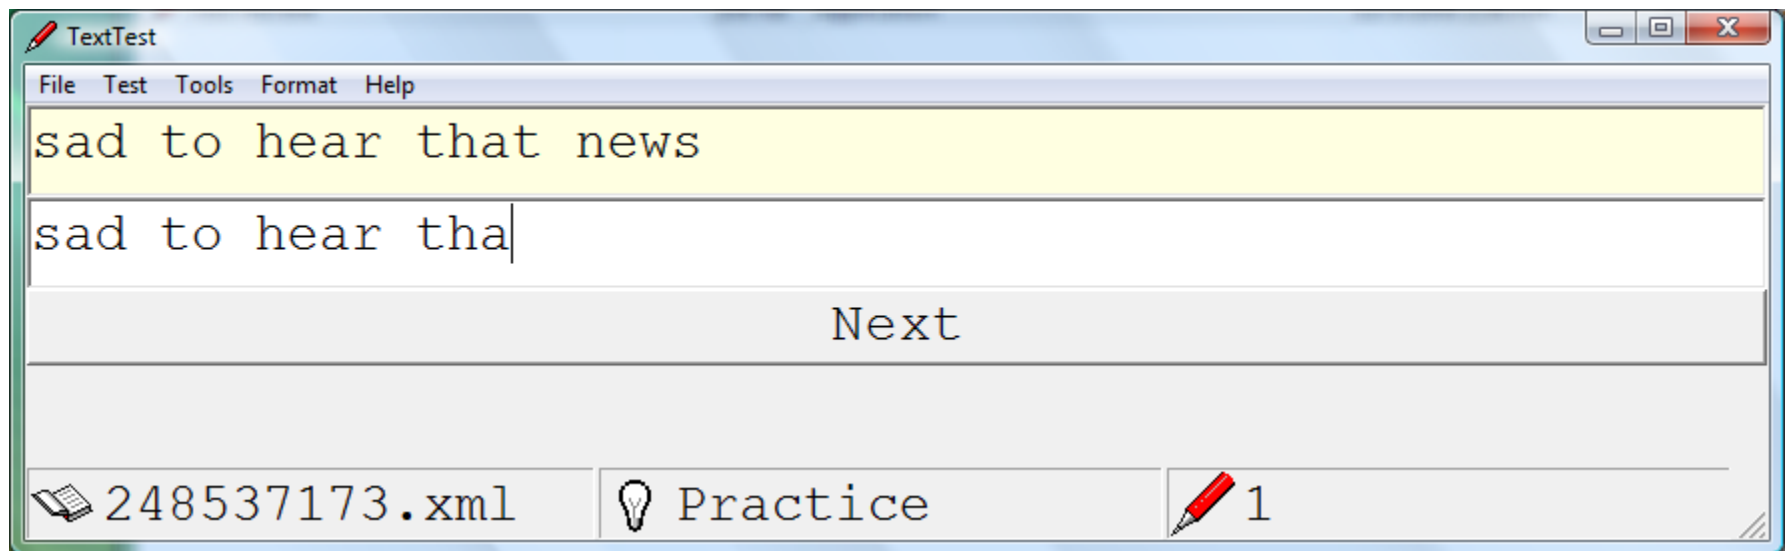 TextTest
File Test Tools Format Help
sad to hear that news
sad to hear tha
Next
248537173.xml Practice 1